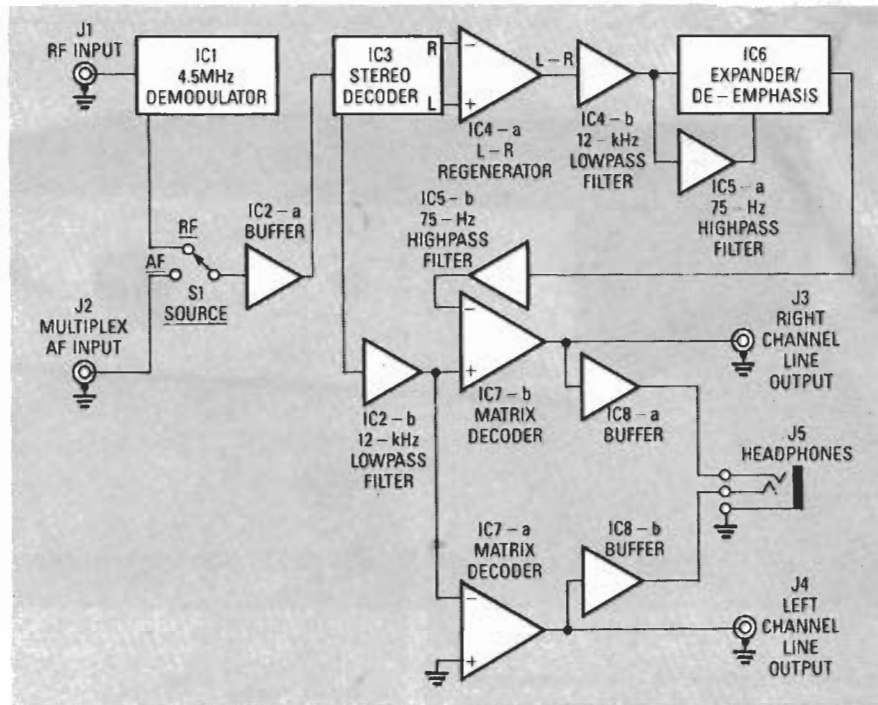 J1
RF INPUT
IC1
4.5MHz
DEMODULATOR
IC3
STEREO
DECODER
R
L
−
+
IC4-a
L-R
REGENERATOR
L-R
IC4-b
12-kHz
LOWPASS
FILTER
IC6
EXPANDER/
DE-EMPHASIS
IC5-a
75-Hz
HIGHPASS
FILTER
IC5-b
75-Hz
HIGHPASS
FILTER
RF
AF
S1
SOURCE
IC2-a
BUFFER
J2
MULTIPLEX
AF INPUT
IC2-b
12-kHz
LOWPASS
FILTER
−
+
IC7-b
MATRIX
DECODER
IC8-a
BUFFER
J3
RIGHT
CHANNEL
LINE
OUTPUT
J5
HEADPHONES
IC7-a
MATRIX
DECODER
−
+
IC8-b
BUFFER
J4
LEFT
CHANNEL
LINE
OUTPUT